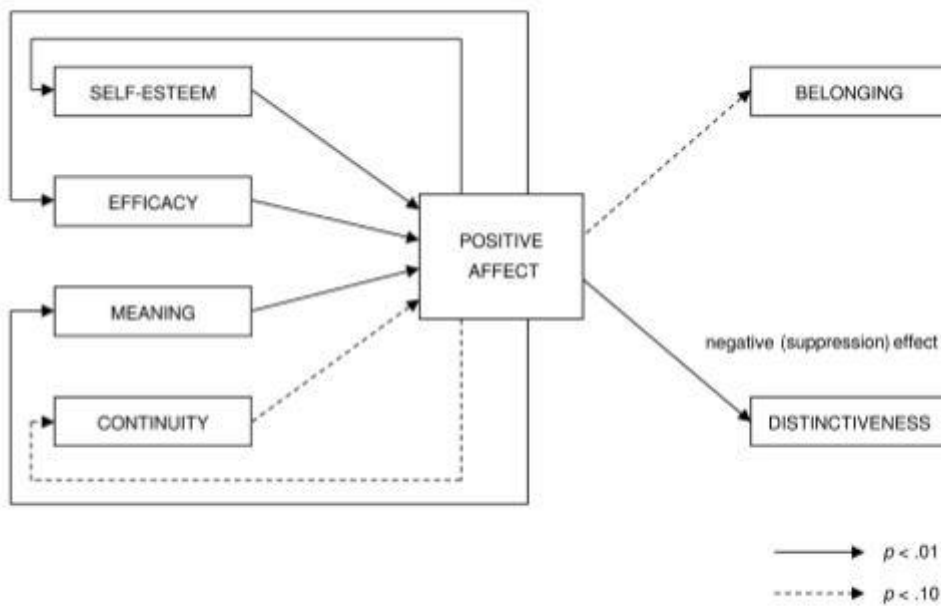 SELF-ESTEEM
BELONGING
EFFICACY
POSITIVE
AFFECT
MEANING
negative (suppression) effect
CONTINUITY
DISTINCTIVENESS
p < .01
p < .10